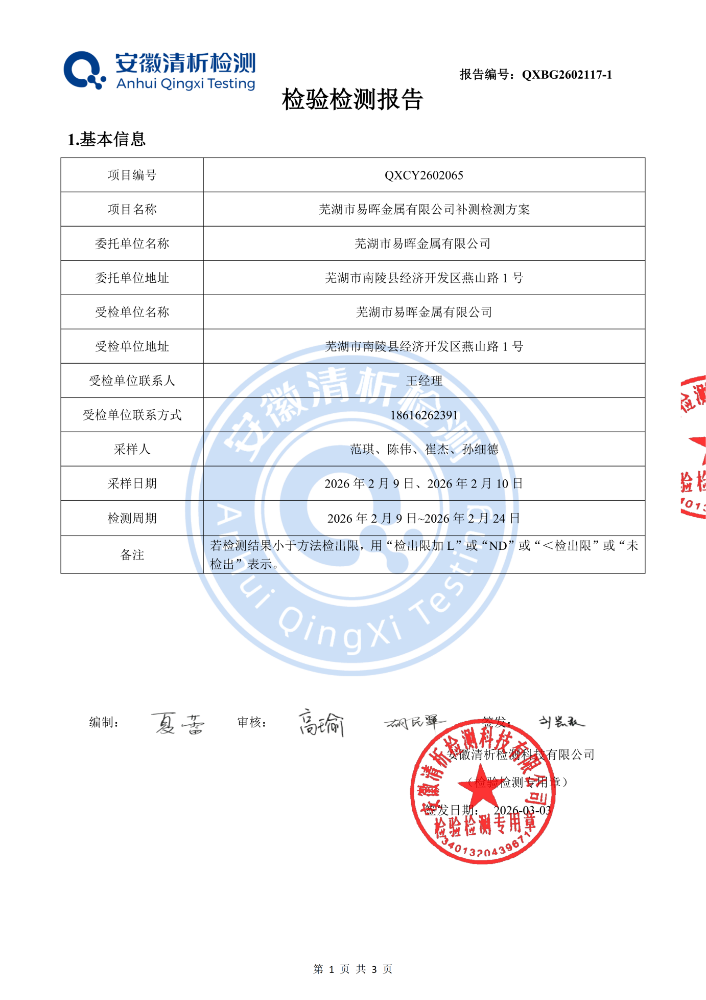 安徽清析检测
Anhui Qingxi Testing
报告编号：QXBG2602117-1
检验检测报告
1.基本信息
项目编号 QXCY2602065
项目名称 芜湖市易晖金属有限公司补测检测方案
委托单位名称 芜湖市易晖金属有限公司
委托单位地址 芜湖市南陵县经济开发区燕山路 1 号
受检单位名称 芜湖市易晖金属有限公司
受检单位地址 芜湖市南陵县经济开发区燕山路 1 号
受检单位联系人 王经理
受检单位联系方式 18616262391
采样人 范琪、陈伟、崔杰、孙细德
采样日期 2026 年 2 月 9 日、2026 年 2 月 10 日
检测周期 2026 年 2 月 9 日~2026 年 2 月 24 日
备注 若检测结果小于方法检出限，用“检出限加 L”或“ND”或“＜检出限”或“未
检出”表示。
安徽清析检测
Anhui QingXi Testing
检测
验检
编制： 夏蕾 审核： 高瑜 签发：
安徽清析检测科技有限公司
（检验检测专用章）
签发日期： 2026-03-03
安徽清析检测科技有限公司
检验检测专用章
3401320439671
第 1 页 共 3 页